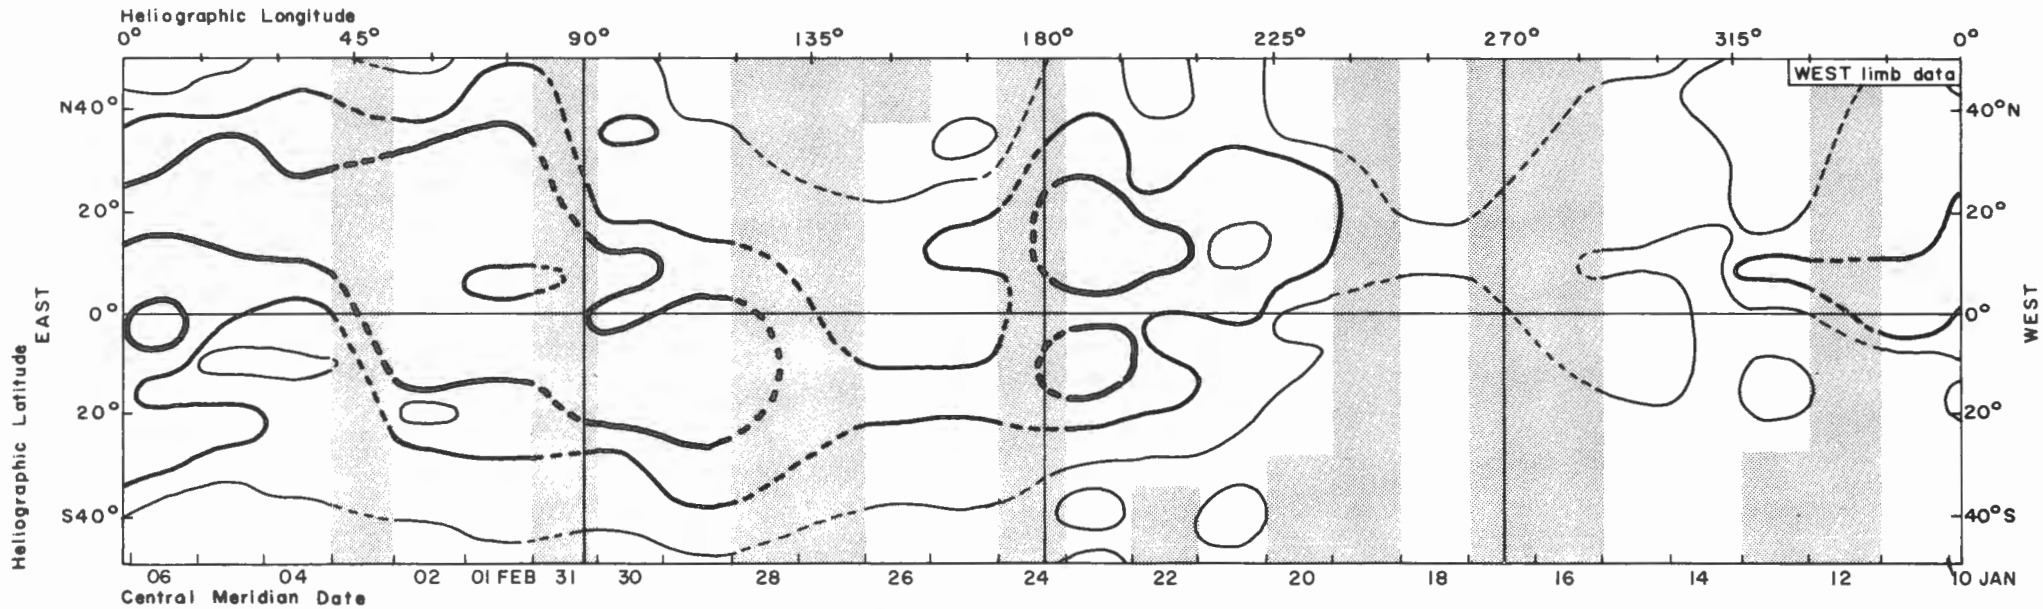 Heliographic Longitude
0° 45° 90° 135° 180° 225° 270° 315° 0°
WEST limb data
N40° 40°N
20° 20°
0° 0°
20° 20°
S40° 40°S
EAST
WEST
Heliographic Latitude
06 04 02 01 FEB 31 30 28 26 24 22 20 18 16 14 12 10 JAN
Central Meridian Date